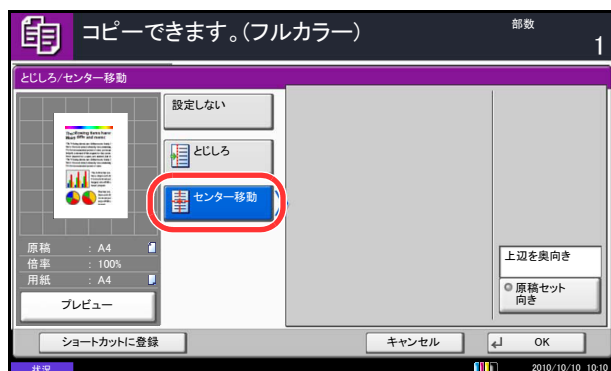 コピーできます。(フルカラー)
部数
1
とじしろ/センター移動
設定しない
とじしろ
センター移動
原稿 : A4
倍率 : 100%
用紙 : A4
プレビュー
上辺を奥向き
原稿セット
向き
ショートカットに登録
キャンセル
OK
状況
2010/10/10 10:10